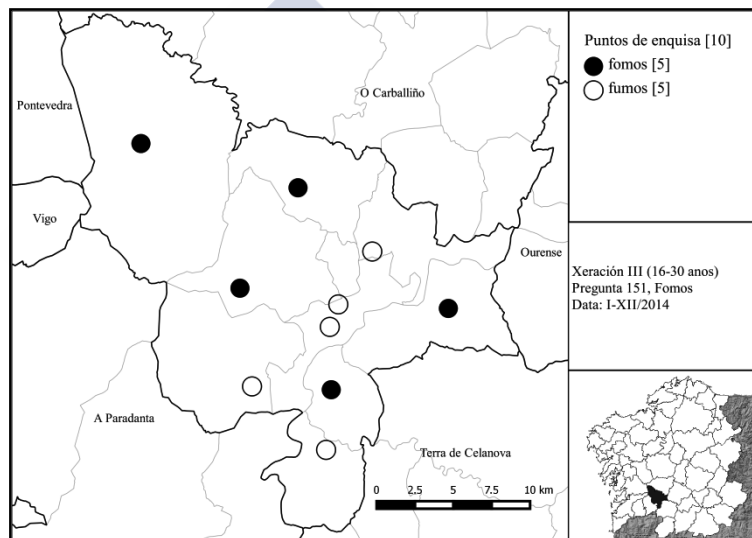 Puntos de enquisa [10]
fomos [5]
fumos [5]
O Carballiño
Pontevedra
Vigo
Ourense
Xeración III (16-30 anos)
Pregunta 151, Fomos
Data: I-XII/2014
A Paradanta
Terra de Celanova
0 2,5 5 7,5 10 km